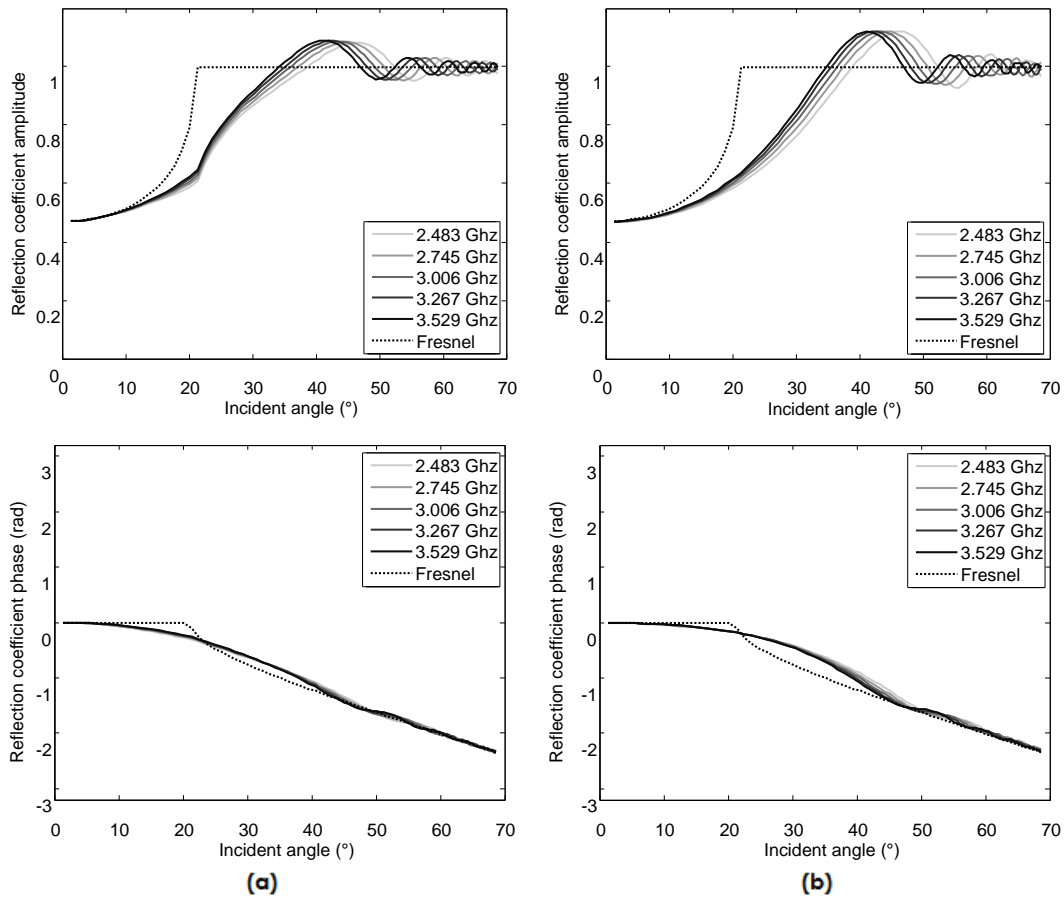 Reflection coefficient amplitude
1
0.8
0.6
0.4
0.2
0
0 10 20 30 40 50 60 70
Incident angle (°)
2.483 Ghz
2.745 Ghz
3.006 Ghz
3.267 Ghz
3.529 Ghz
Fresnel
Reflection coefficient amplitude
1
0.8
0.6
0.4
0.2
0
0 10 20 30 40 50 60 70
Incident angle (°)
2.483 Ghz
2.745 Ghz
3.006 Ghz
3.267 Ghz
3.529 Ghz
Fresnel
Reflection coefficient phase (rad)
3
2
1
0
-1
-2
-3
0 10 20 30 40 50 60 70
Incident angle (°)
2.483 Ghz
2.745 Ghz
3.006 Ghz
3.267 Ghz
3.529 Ghz
Fresnel
(a)
Reflection coefficient phase (rad)
3
2
1
0
-1
-2
-3
0 10 20 30 40 50 60 70
Incident angle (°)
2.483 Ghz
2.745 Ghz
3.006 Ghz
3.267 Ghz
3.529 Ghz
Fresnel
(b)